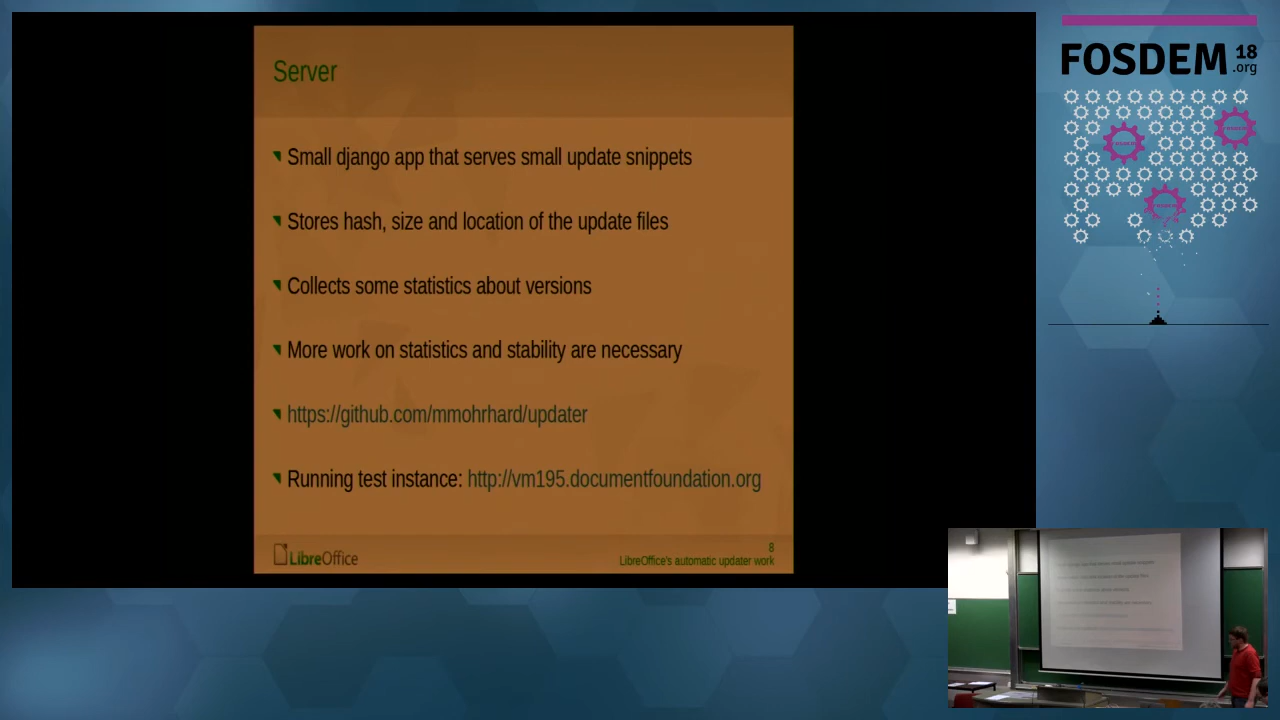 Server
Small django app that serves small update snippets
Stores hash, size and location of the update files
Collects some statistics about versions
More work on statistics and stability are necessary
https://github.com/mmohrhard/updater
Running test instance: http://vm195.documentfoundation.org
LibreOffice
8
LibreOffice's automatic updater work
FOSDEM 18
.org